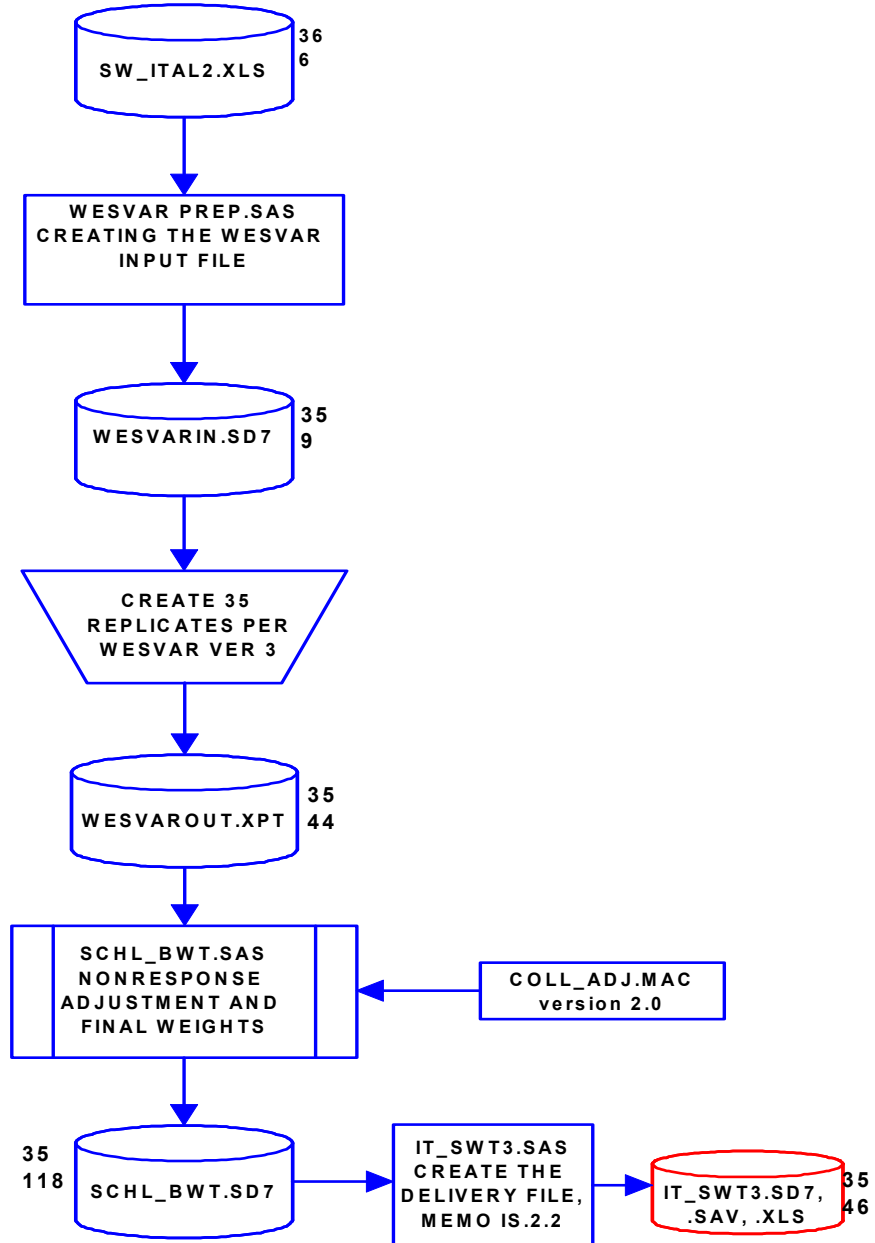 36
6
SW_ITAL2.XLS
WESVAR PREP.SAS
CREATING THE WESVAR
INPUT FILE
35
9
WESVARIN.SD7
CREATE 35
REPLICATES PER
WESVAR VER 3
35
44
WESVAROUT.XPT
SCHL_BWT.SAS
NONRESPONSE
ADJUSTMENT AND
FINAL WEIGHTS
COLL_ADJ.MAC
version 2.0
35
118
SCHL_BWT.SD7
IT_SWT3.SAS
CREATE THE
DELIVERY FILE,
MEMO IS.2.2
IT_SWT3.SD7,
.SAV, .XLS
35
46